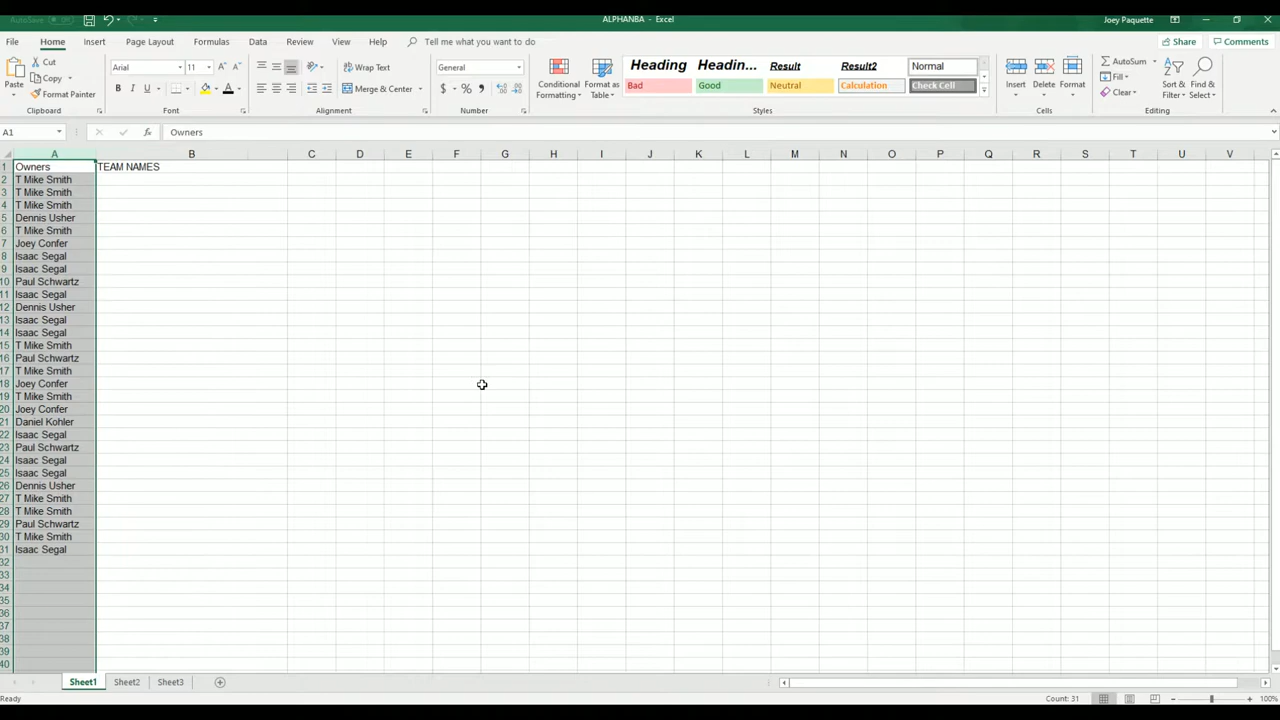 AutoSave Off
ALPHANBA - Excel
Joey Paquette
File Home Insert Page Layout Formulas Data Review View Help Tell me what you want to do Share Comments
Paste
Cut
Copy
Format Painter
Clipboard
Arial 11
B I U
Font
Wrap Text
Merge & Center
Alignment
General
$ % ,
Number
Conditional Formatting
Format as Table
Heading Headin... Result Result2 Normal
Bad Good Neutral Calculation Check Cell
Styles
Insert Delete Format
Cells
AutoSum
Fill
Clear
Sort & Filter
Find & Select
Editing
A1 fx Owners
A B C D E F G H I J K L M N O P Q R S T U V
1 Owners TEAM NAMES
2 T Mike Smith
3 T Mike Smith
4 T Mike Smith
5 Dennis Usher
6 T Mike Smith
7 Joey Confer
8 Isaac Segal
9 Isaac Segal
10 Paul Schwartz
11 Isaac Segal
12 Dennis Usher
13 Isaac Segal
14 Isaac Segal
15 T Mike Smith
16 Paul Schwartz
17 T Mike Smith
18 Joey Confer
19 T Mike Smith
20 Joey Confer
21 Daniel Kohler
22 Isaac Segal
23 Paul Schwartz
24 Isaac Segal
25 Isaac Segal
26 Dennis Usher
27 T Mike Smith
28 T Mike Smith
29 Paul Schwartz
30 T Mike Smith
31 Isaac Segal
32
33
34
35
36
37
38
39
40
Sheet1 Sheet2 Sheet3
Ready Count: 31 100%